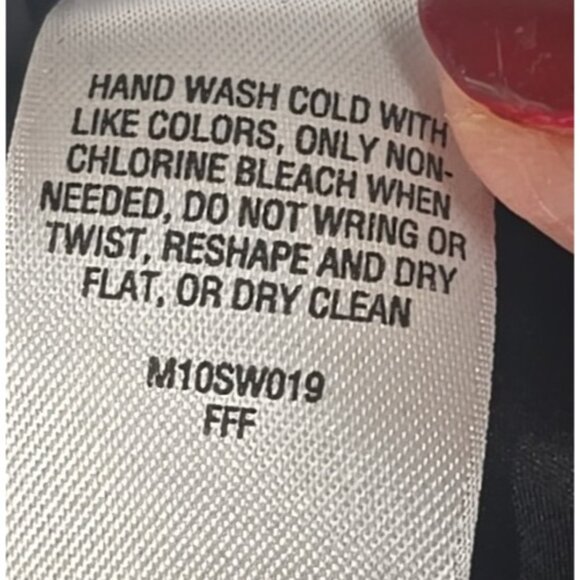 HAND WASH COLD WITH
LIKE COLORS, ONLY NON-
CHLORINE BLEACH WHEN
NEEDED, DO NOT WRING OR
TWIST, RESHAPE AND DRY
FLAT, OR DRY CLEAN
M10SW019
FFF